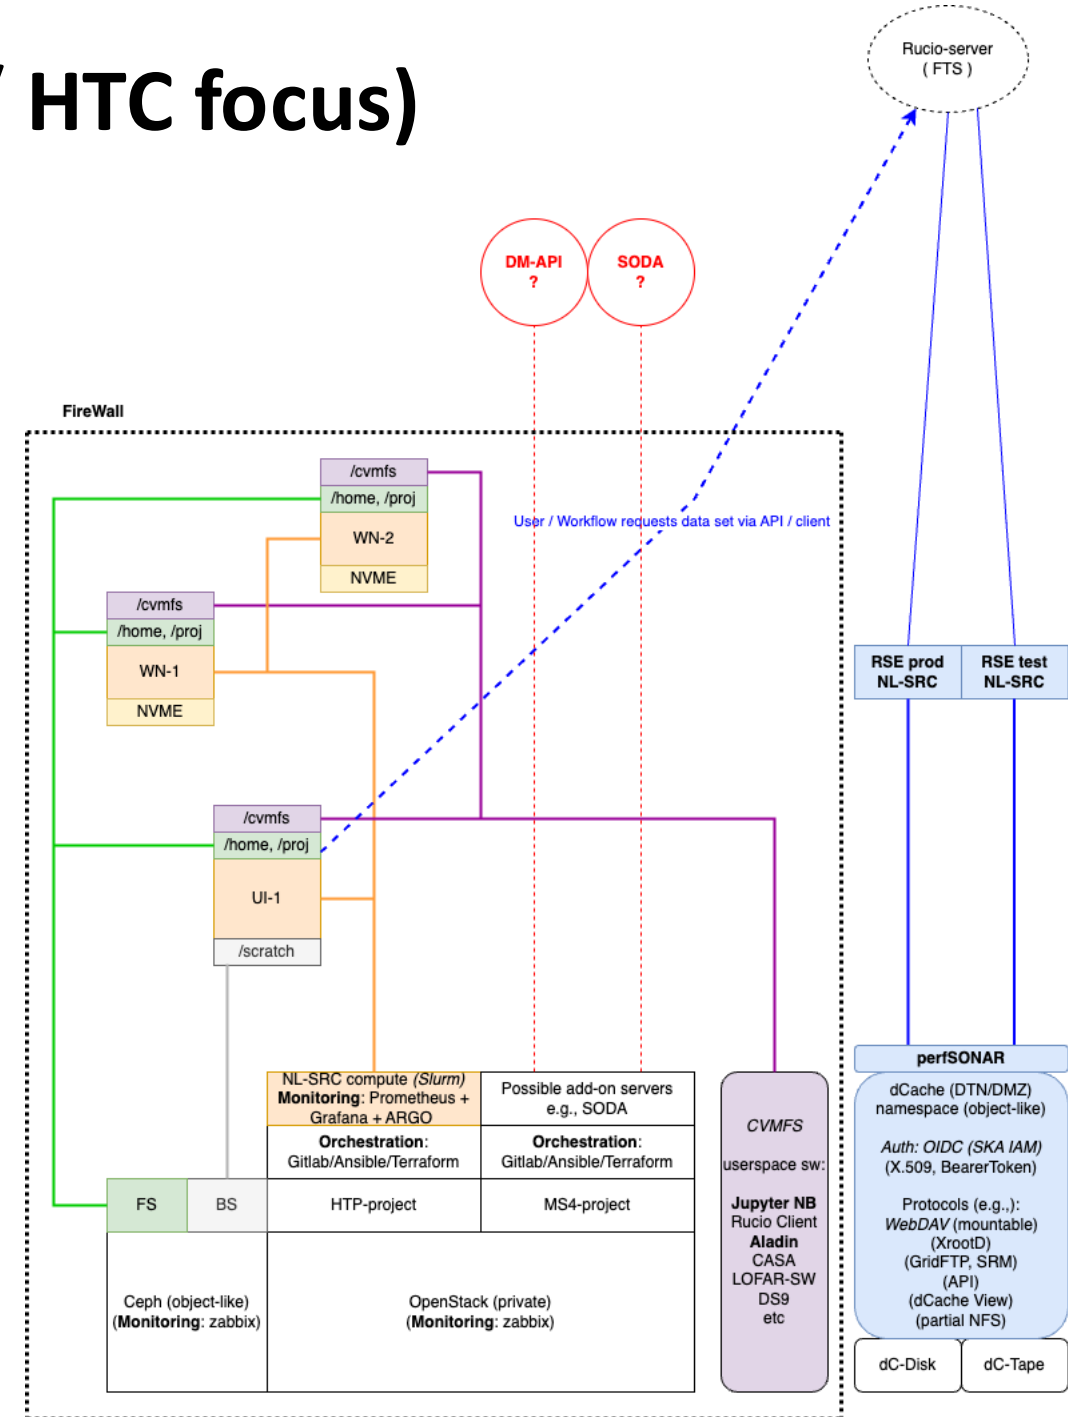 / HTC focus)
Rucio-server
( FTS )
DM-API
?
SODA
?
FireWall
/cvmfs
/home, /proj
WN-2
NVME
User / Workflow requests data set via API / client
/cvmfs
/home, /proj
WN-1
NVME
RSE prod
NL-SRC
RSE test
NL-SRC
/cvmfs
/home, /proj
UI-1
/scratch
perfSONAR
NL-SRC compute (Slurm)
Monitoring: Prometheus +
Grafana + ARGO
Possible add-on servers
e.g., SODA
Orchestration:
Gitlab/Ansible/Terraform
Orchestration:
Gitlab/Ansible/Terraform
FS
BS
HTP-project
MS4-project
Ceph (object-like)
(Monitoring: zabbix)
OpenStack (private)
(Monitoring: zabbix)
CVMFS
userspace sw:
Jupyter NB
Rucio Client
Aladin
CASA
LOFAR-SW
DS9
etc
dCache (DTN/DMZ)
namespace (object-like)
Auth: OIDC (SKA IAM)
(X.509, BearerToken)
Protocols (e.g.,):
WebDAV (mountable)
(XrootD)
(GridFTP, SRM)
(API)
(dCache View)
(partial NFS)
dC-Disk
dC-Tape